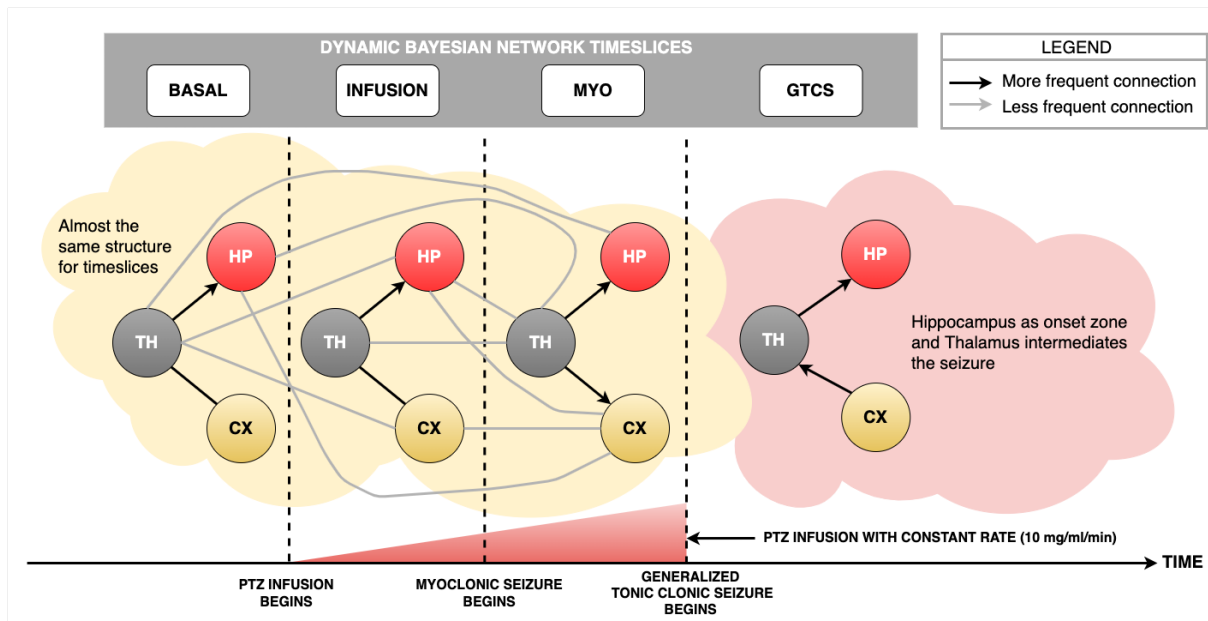 DYNAMIC BAYESIAN NETWORK TIMESLICES
BASAL
INFUSION
MYO
GTCS
LEGEND
More frequent connection
Less frequent connection
Almost the
same structure
for timeslices
HP
TH
CX
HP
TH
CX
HP
TH
CX
HP
TH
CX
Hippocampus as onset zone
and Thalamus intermediates
the seizure
PTZ INFUSION WITH CONSTANT RATE (10 mg/ml/min)
TIME
PTZ INFUSION
BEGINS
MYOCLONIC SEIZURE
BEGINS
GENERALIZED
TONIC CLONIC SEIZURE
BEGINS